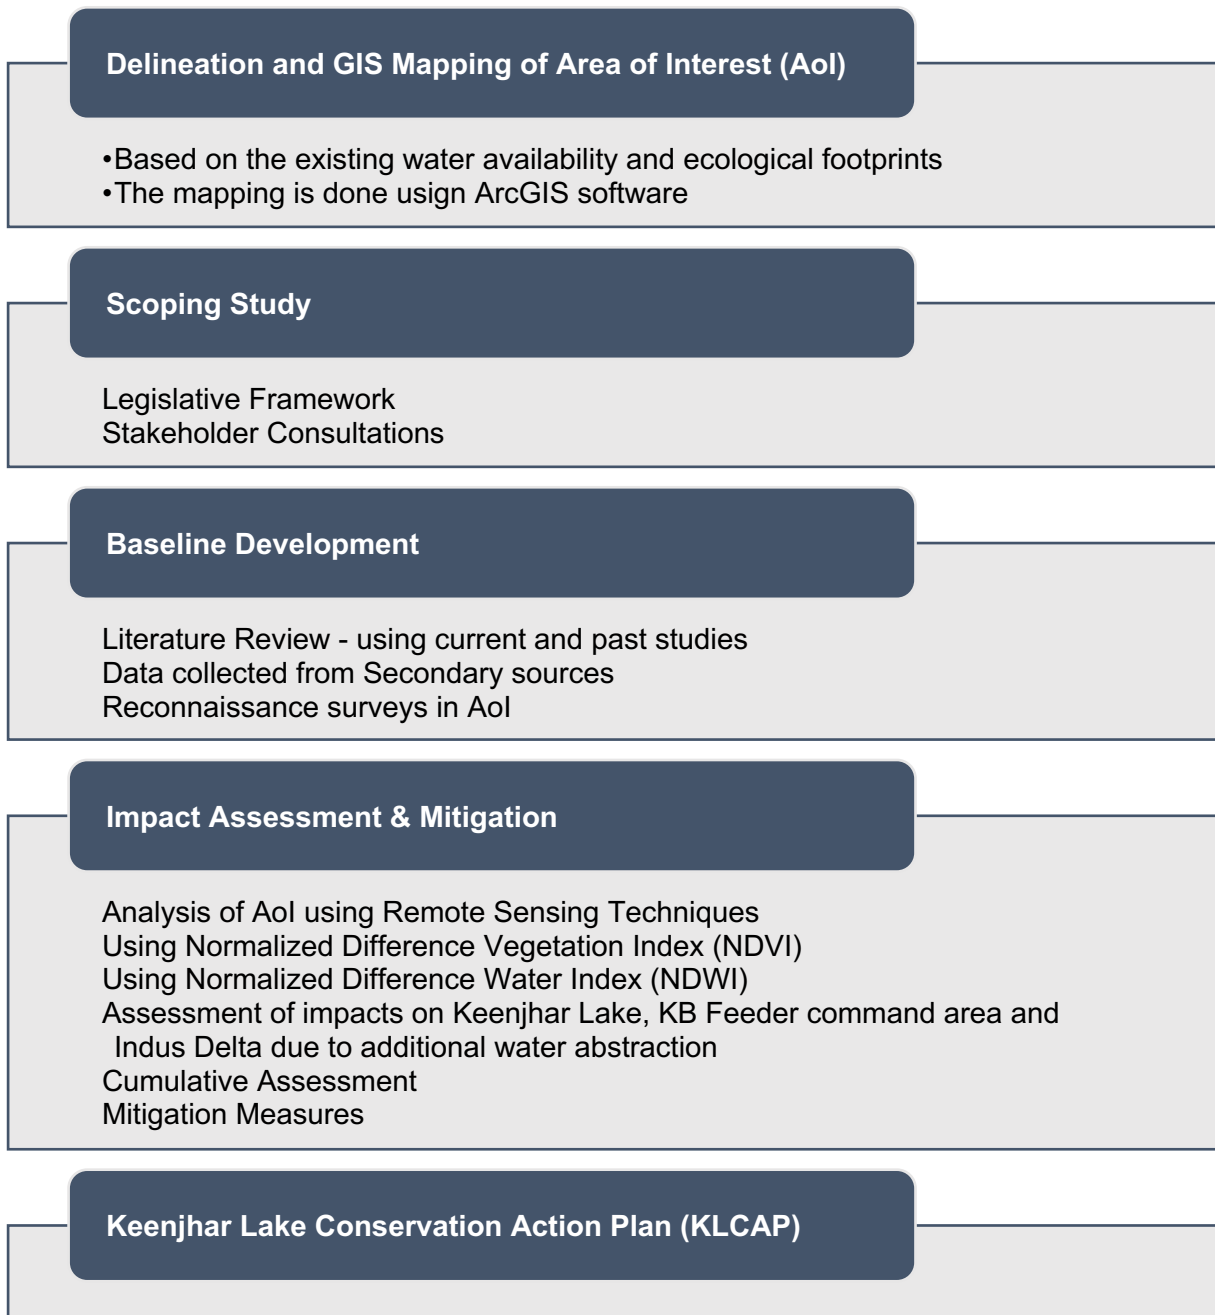 Delineation and GIS Mapping of Area of Interest (AoI)
•Based on the existing water availability and ecological footprints
•The mapping is done usign ArcGIS software
Scoping Study
Legislative Framework
Stakeholder Consultations
Baseline Development
Literature Review - using current and past studies
Data collected from Secondary sources
Reconnaissance surveys in AoI
Impact Assessment & Mitigation
Analysis of AoI using Remote Sensing Techniques
Using Normalized Difference Vegetation Index (NDVI)
Using Normalized Difference Water Index (NDWI)
Assessment of impacts on Keenjhar Lake, KB Feeder command area and
Indus Delta due to additional water abstraction
Cumulative Assessment
Mitigation Measures
Keenjhar Lake Conservation Action Plan (KLCAP)